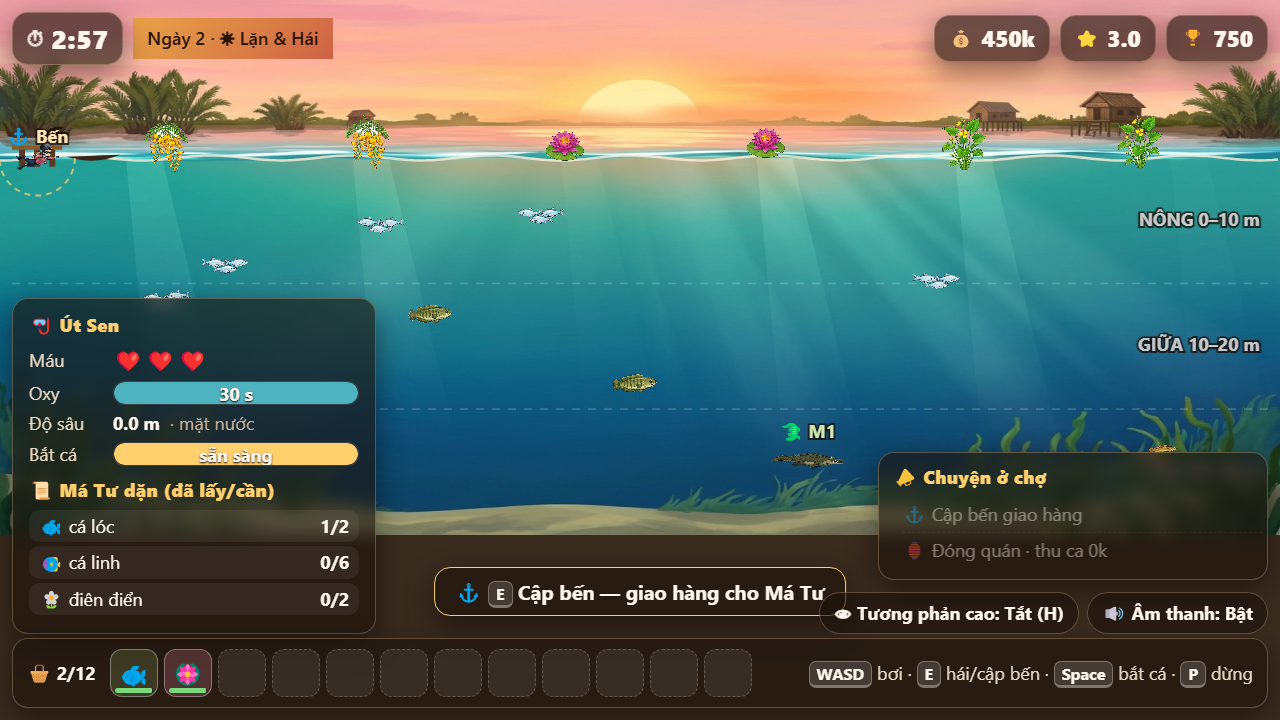 2:57
Ngày 2 · Lặn & Hái
450k
3.0
750
Bến
NÔNG 0–10 m
GIỮA 10–20 m
Út Sen
Máu
Oxy 30 s
Độ sâu 0.0 m · mặt nước
Bắt cá sẵn sàng
Má Tư dặn (đã lấy/cần)
cá lóc 1/2
cá linh 0/6
điên điển 0/2
M1
Chuyện ở chợ
Cập bến giao hàng
Đóng quán · thu ca 0k
E Cập bến — giao hàng cho Má Tư
Tương phản cao: Tắt (H)
Âm thanh: Bật
2/12
WASD bơi · E hái/cập bến · Space bắt cá · P dừng